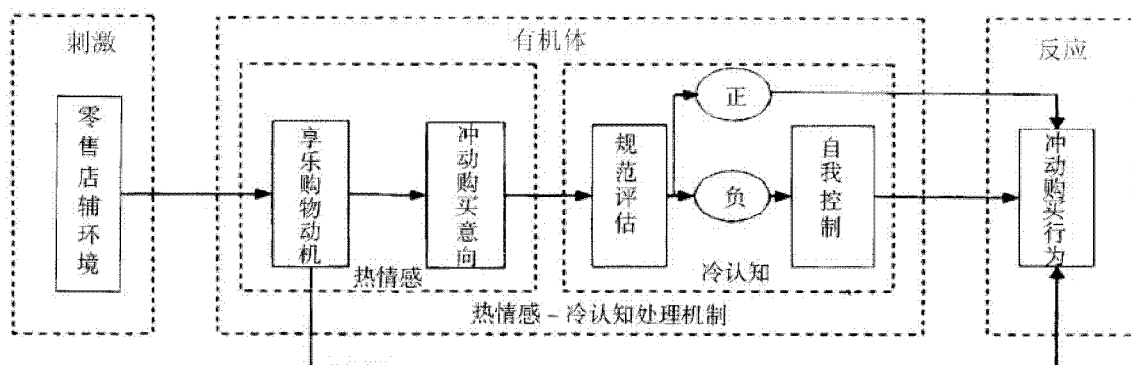 刺激
有机体
反应
零售店辅环境
享乐购物动机
冲动购买意向
热情感
规范评估
正
负
自我控制
冷认知
冲动购买行为
热情感－冷认知处理机制